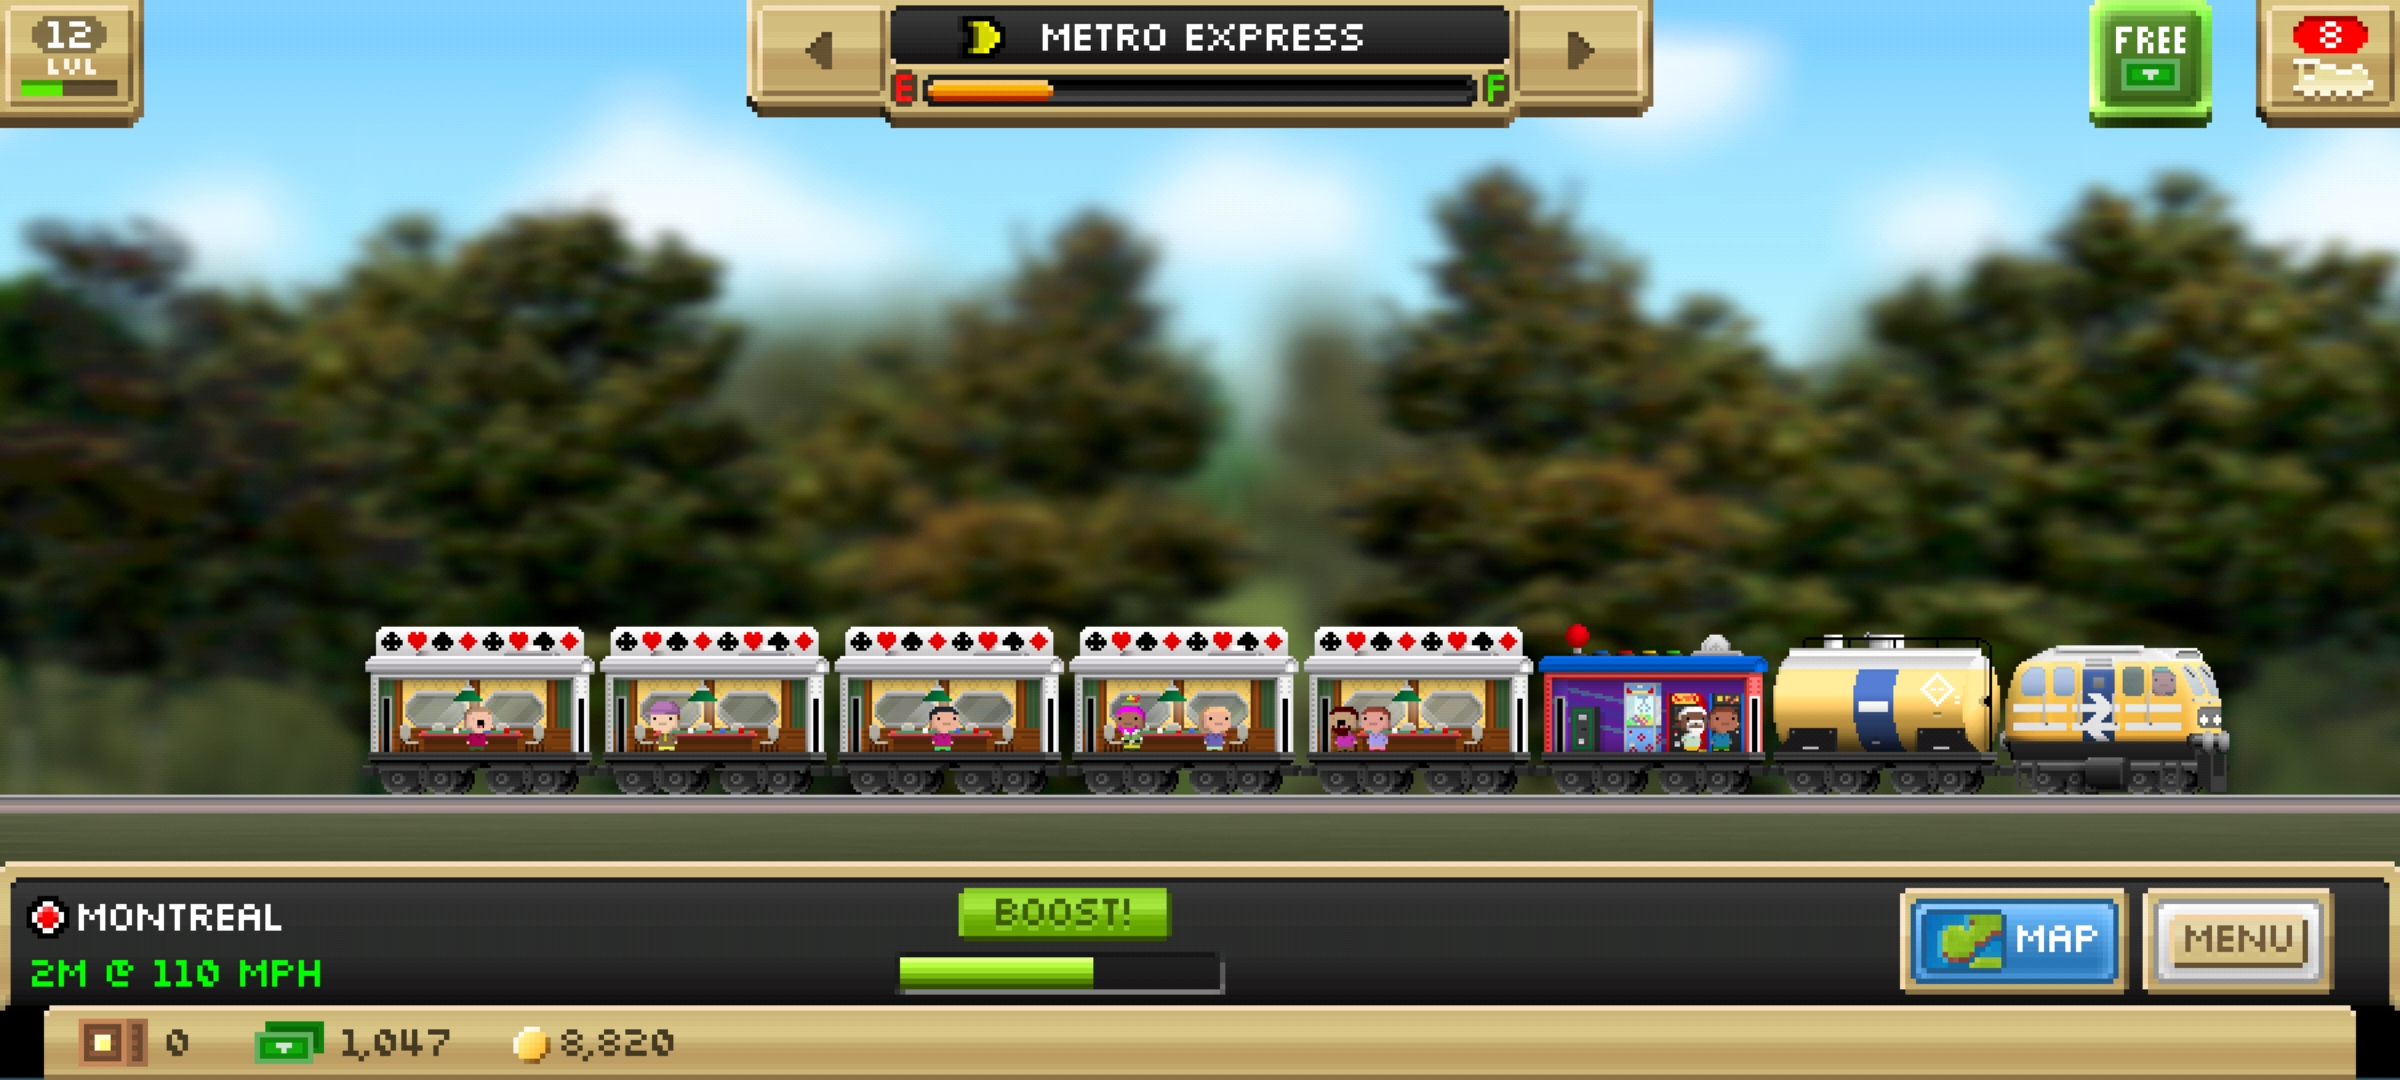 12
LVL
METRO EXPRESS
E F
FREE
8
MONTREAL
2M @ 110 MPH
BOOST!
MAP
MENU
0
1,047
8,820